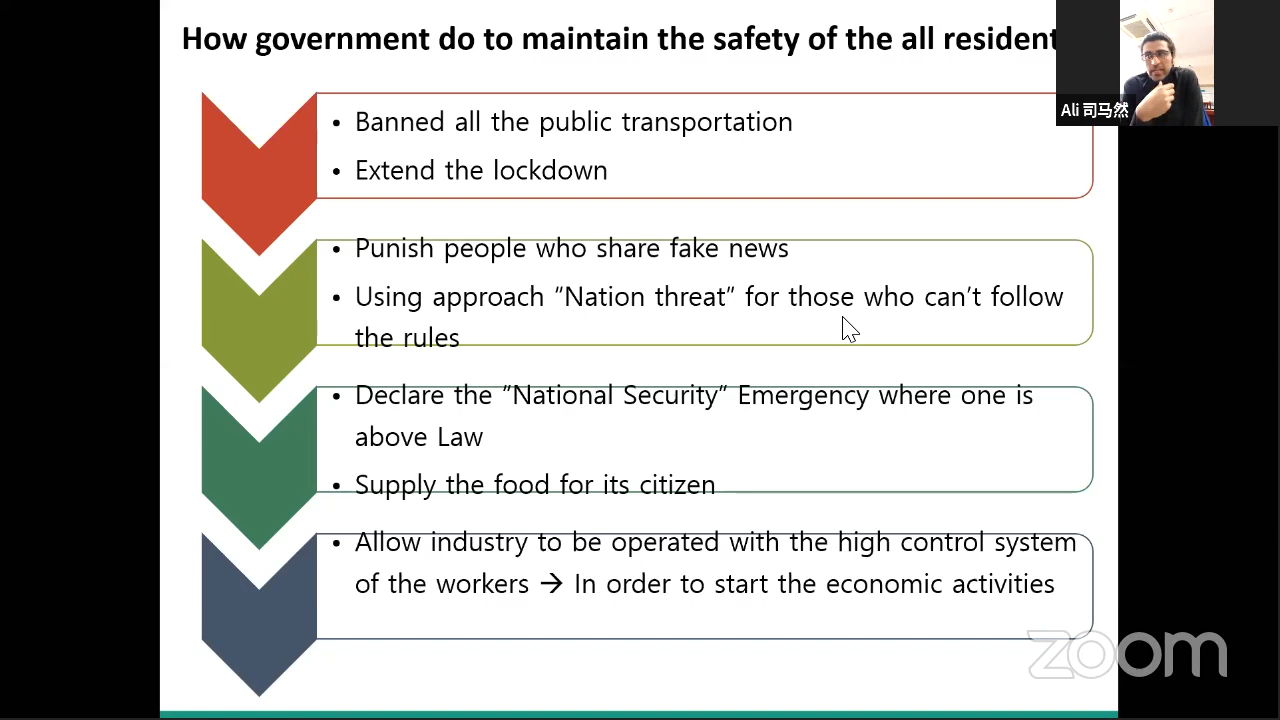 How government do to maintain the safety of the all resident
Ali 司马然
• Banned all the public transportation
• Extend the lockdown
• Punish people who share fake news
• Using approach “Nation threat” for those who can’t follow
the rules
• Declare the ”National Security” Emergency where one is
above Law
• Supply the food for its citizen
• Allow industry to be operated with the high control system
of the workers → In order to start the economic activities
zoom